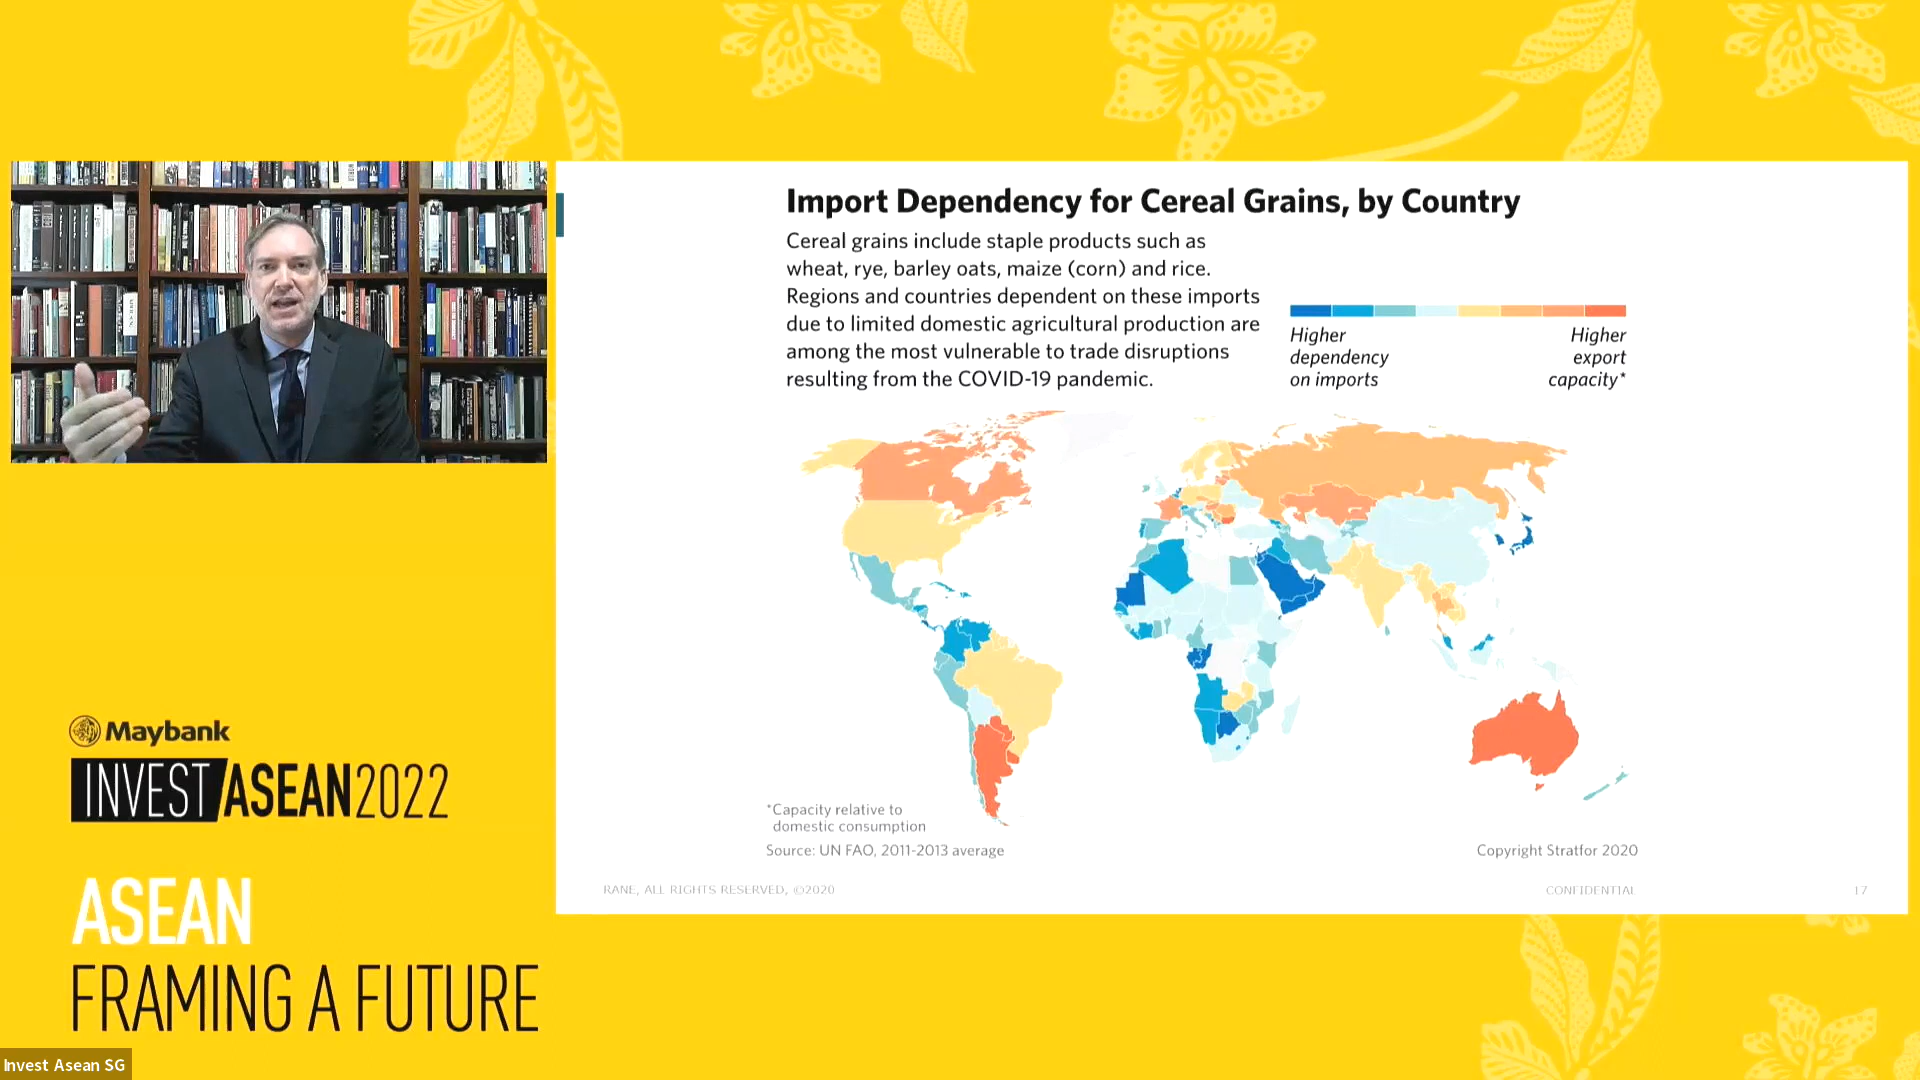 Import Dependency for Cereal Grains, by Country
Cereal grains include staple products such as
wheat, rye, barley oats, maize (corn) and rice.
Regions and countries dependent on these imports
due to limited domestic agricultural production are
among the most vulnerable to trade disruptions
resulting from the COVID-19 pandemic.
Higher
dependency
on imports
Higher
export
capacity*
*Capacity relative to
domestic consumption
Source: UN FAO, 2011-2013 average
Copyright Stratfor 2020
RANE, ALL RIGHTS RESERVED, ©2020
CONFIDENTIAL
17
Maybank
INVEST ASEAN 2022
ASEAN
FRAMING A FUTURE
Invest Asean SG